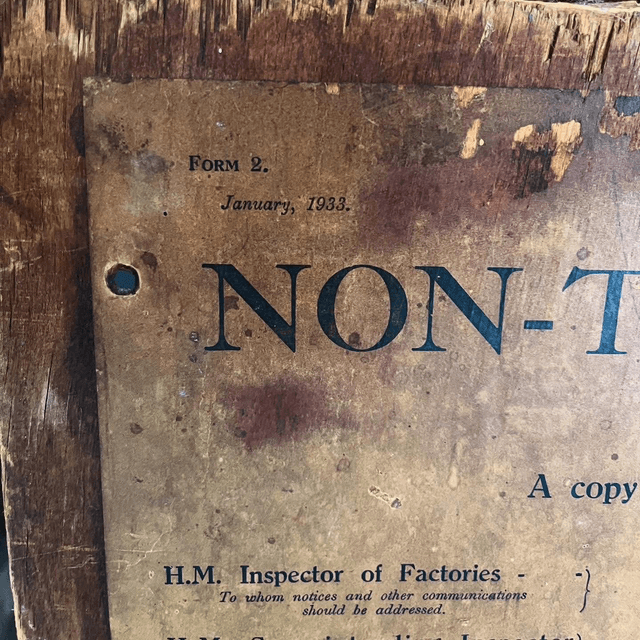 FORM 2.
January, 1933.
NON-T
A copy
H.M. Inspector of Factories - -}
To whom notices and other communications
should be addressed.